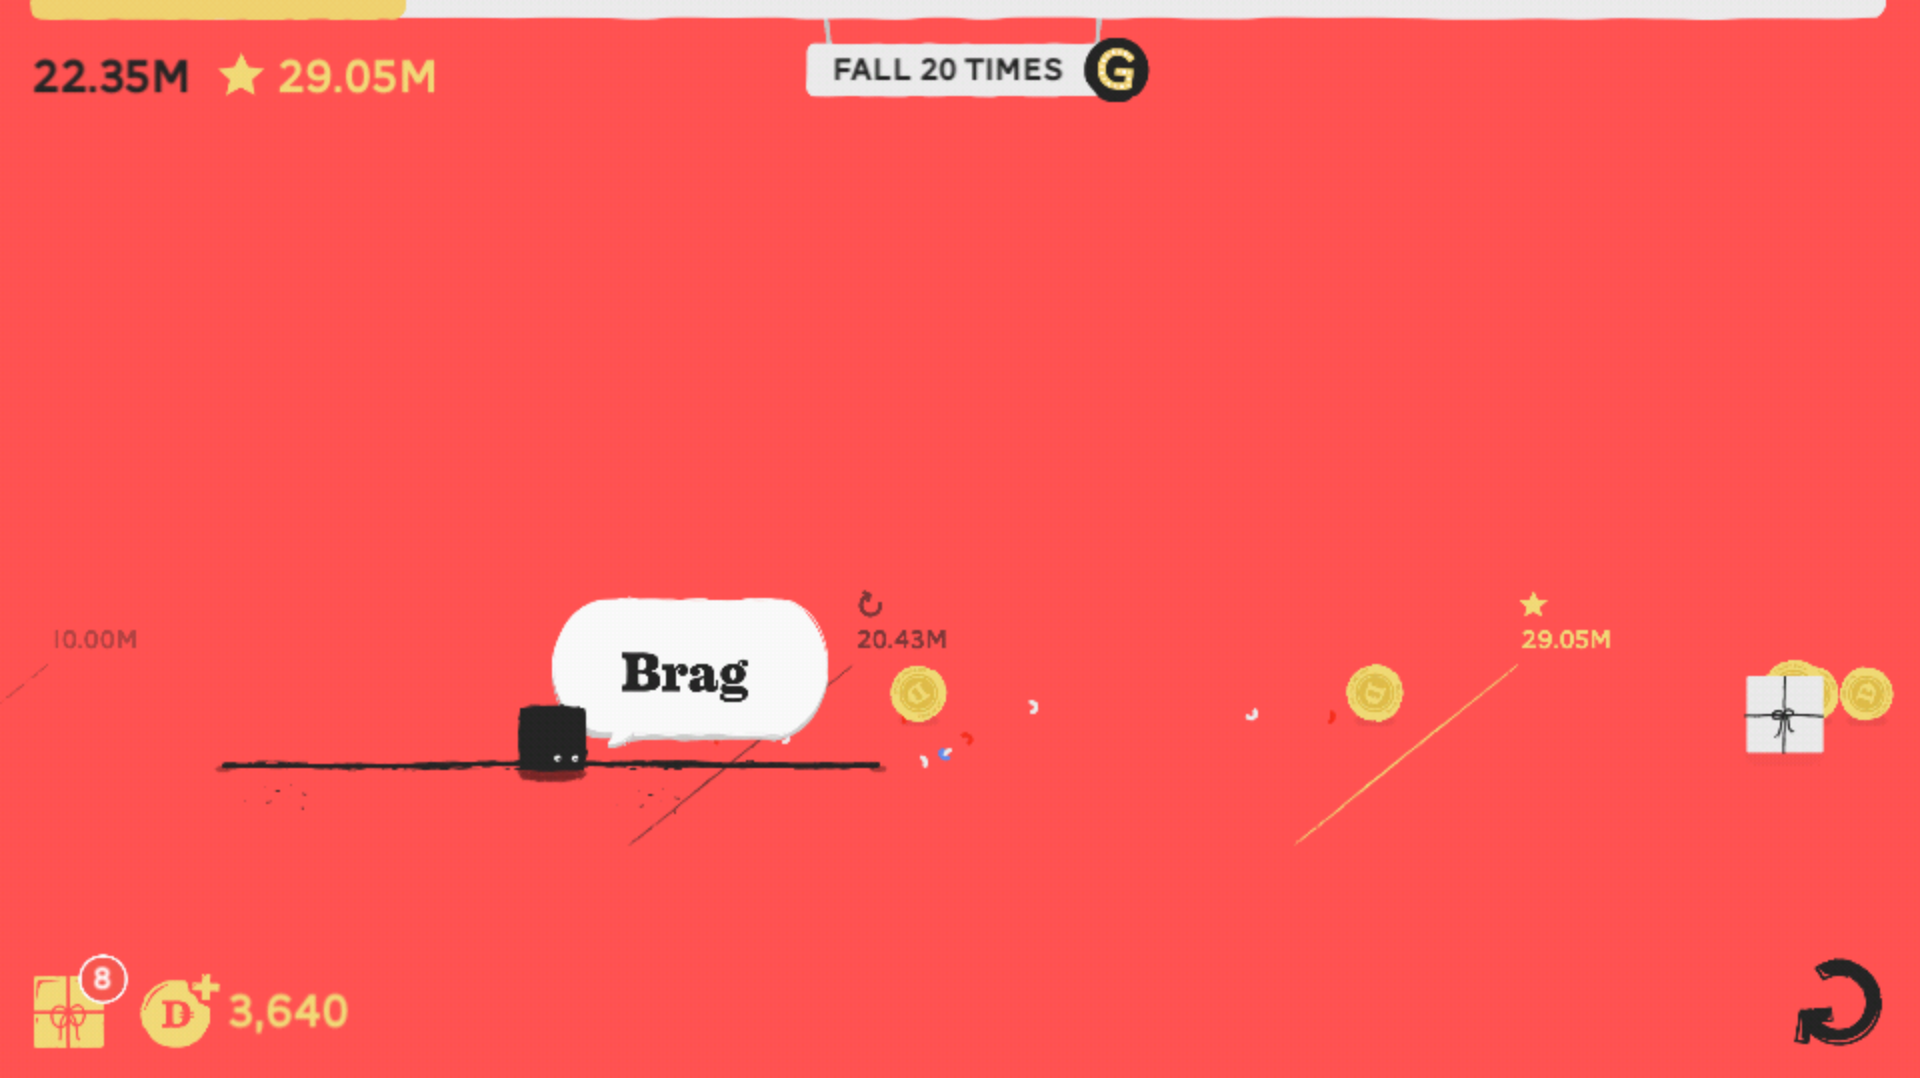 22.35M ★ 29.05M
FALL 20 TIMES G
10.00M
20.43M
29.05M
Brag
8
D
3,640